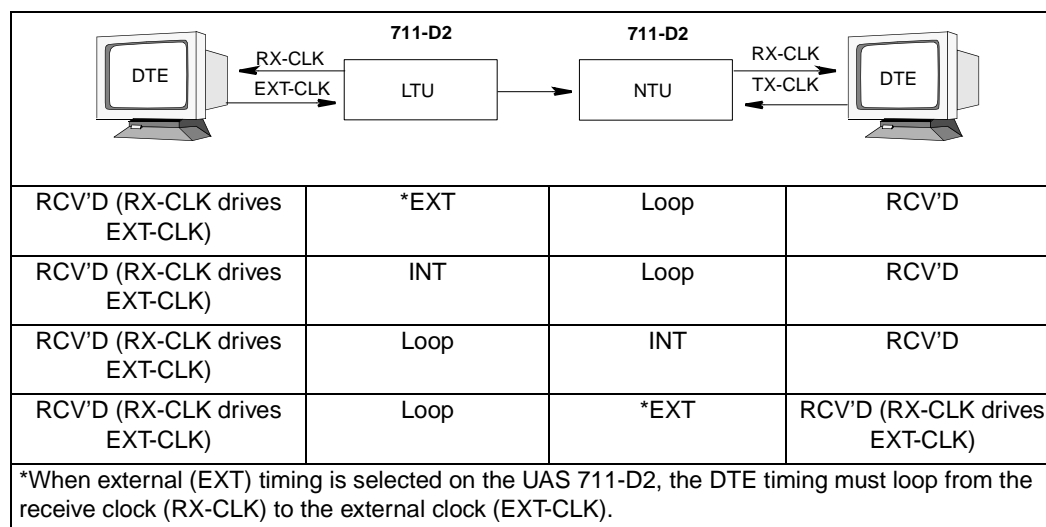 711-D2 711-D2
RX-CLK RX-CLK
DTE DTE
EXT-CLK LTU NTU TX-CLK
RCV'D (RX-CLK drives EXT-CLK) *EXT Loop RCV'D
RCV'D (RX-CLK drives EXT-CLK) INT Loop RCV'D
RCV'D (RX-CLK drives EXT-CLK) Loop INT RCV'D
RCV'D (RX-CLK drives EXT-CLK) Loop *EXT RCV'D (RX-CLK drives EXT-CLK)
*When external (EXT) timing is selected on the UAS 711-D2, the DTE timing must loop from the
receive clock (RX-CLK) to the external clock (EXT-CLK).